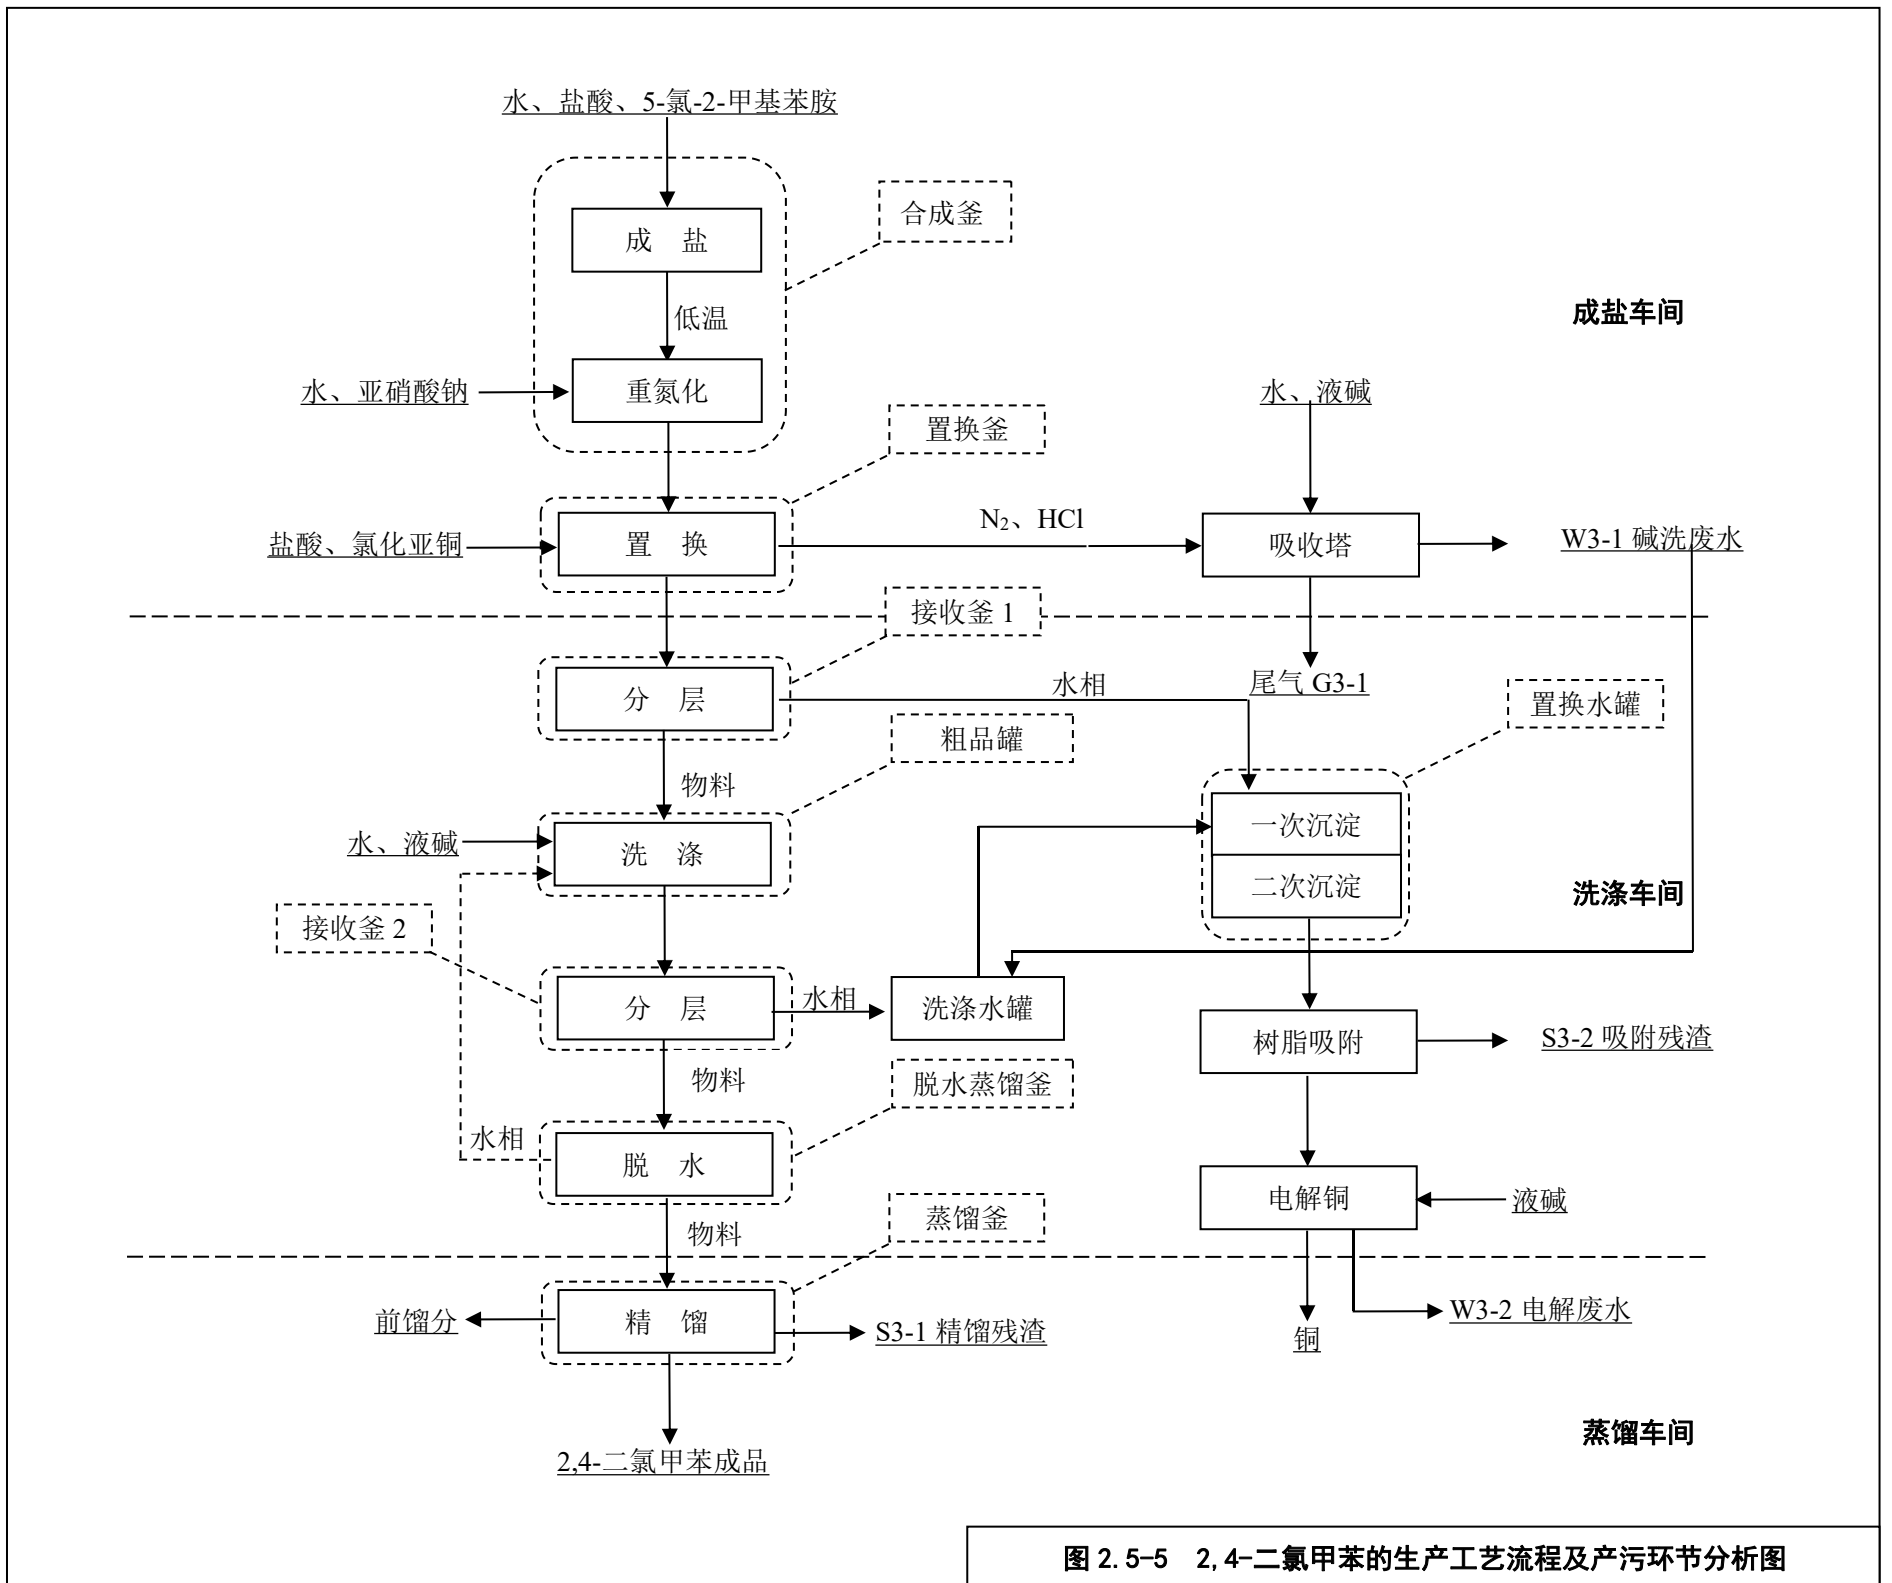 水、盐酸、5-氯-2-甲基苯胺
合成釜
成 盐
低温
成盐车间
水、亚硝酸钠
重氮化
水、液碱
置换釜
N₂、HCl
盐酸、氯化亚铜
置 换
吸收塔
W3-1 碱洗废水
接收釜 1
分 层
水相
尾气 G3-1
置换水罐
粗品罐
物料
水、液碱
洗 涤
一次沉淀
二次沉淀
洗涤车间
接收釜 2
分 层
水相
洗涤水罐
树脂吸附
S3-2 吸附残渣
物料
脱水蒸馏釜
水相
脱 水
电解铜
液碱
物料
蒸馏釜
前馏分
精 馏
S3-1 精馏残渣
铜
W3-2 电解废水
蒸馏车间
2,4-二氯甲苯成品
图 2.5-5 2,4-二氯甲苯的生产工艺流程及产污环节分析图